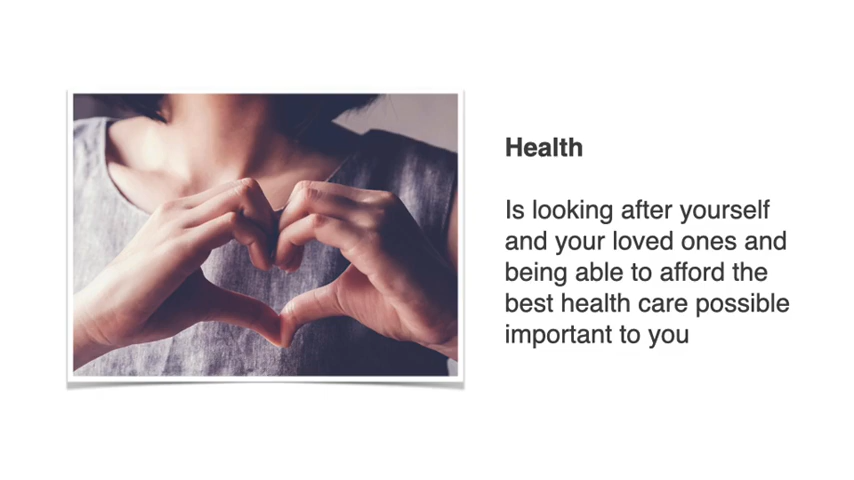 Health
Is looking after yourself
and your loved ones and
being able to afford the
best health care possible
important to you